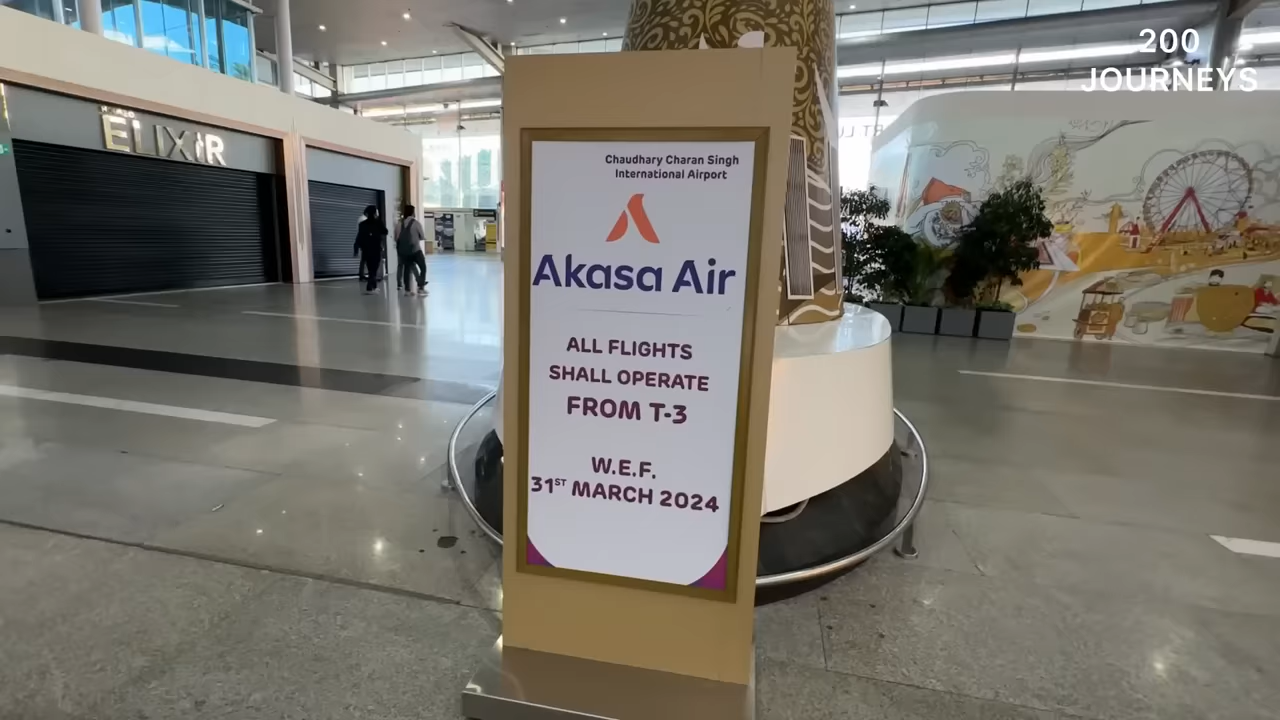 200
JOURNEYS
ELIXIR
Chaudhary Charan Singh
International Airport
Akasa Air
ALL FLIGHTS
SHALL OPERATE
FROM T-3
W.E.F.
31ST MARCH 2024